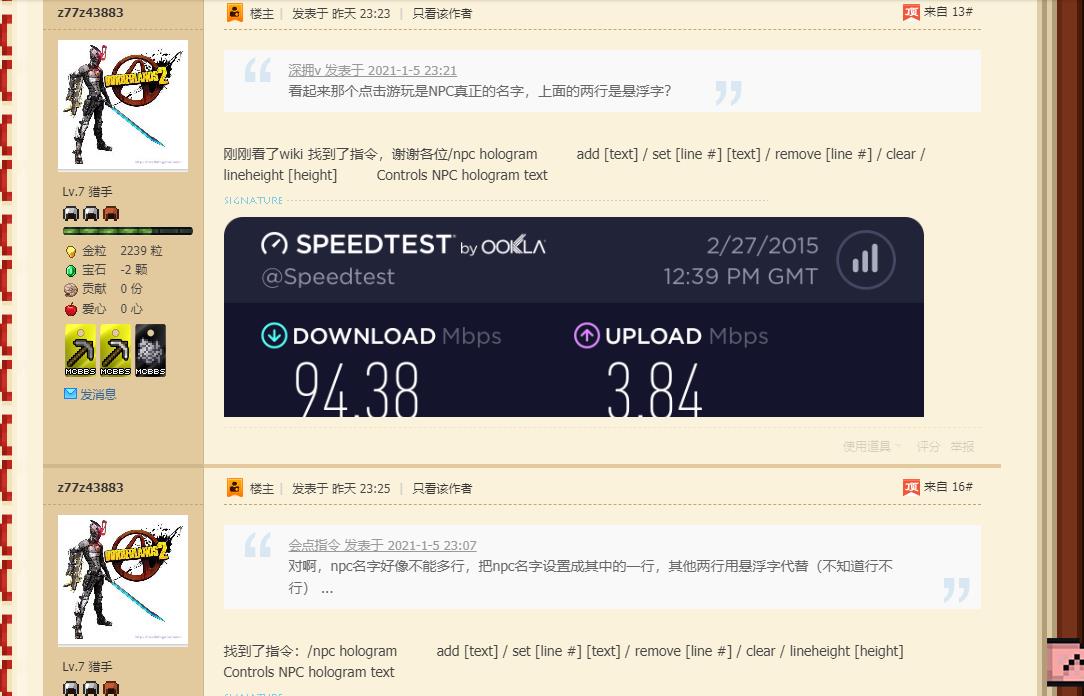 z77z43883
楼主 | 发表于 昨天 23:23 | 只看该作者
顶 来自 13#
BORDERLANDS 2
深拥v 发表于 2021-1-5 23:21
看起来那个点击游玩是NPC真正的名字，上面的两行是悬浮字？
刚刚看了wiki 找到了指令，谢谢各位/npc hologram add [text] / set [line #] [text] / remove [line #] / clear /
lineheight [height] Controls NPC hologram text
Lv.7 猎手
金粒 2239 粒
宝石 -2 颗
贡献 0 份
爱心 0 心
MCBBS MCBBS MCBBS
发消息
SIGNATURE
SPEEDTEST by OOKLA
@Speedtest
2/27/2015
12:39 PM GMT
DOWNLOAD Mbps
94.38
UPLOAD Mbps
3.84
使用道具 评分 举报
z77z43883
楼主 | 发表于 昨天 23:25 | 只看该作者
顶 来自 16#
BORDERLANDS 2
会点指令 发表于 2021-1-5 23:07
对啊，npc名字好像不能多行，把npc名字设置成其中的一行，其他两行用悬浮字代替（不知道行不
行） ...
找到了指令：/npc hologram add [text] / set [line #] [text] / remove [line #] / clear / lineheight [height]
Controls NPC hologram text
Lv.7 猎手
SIGNATURE